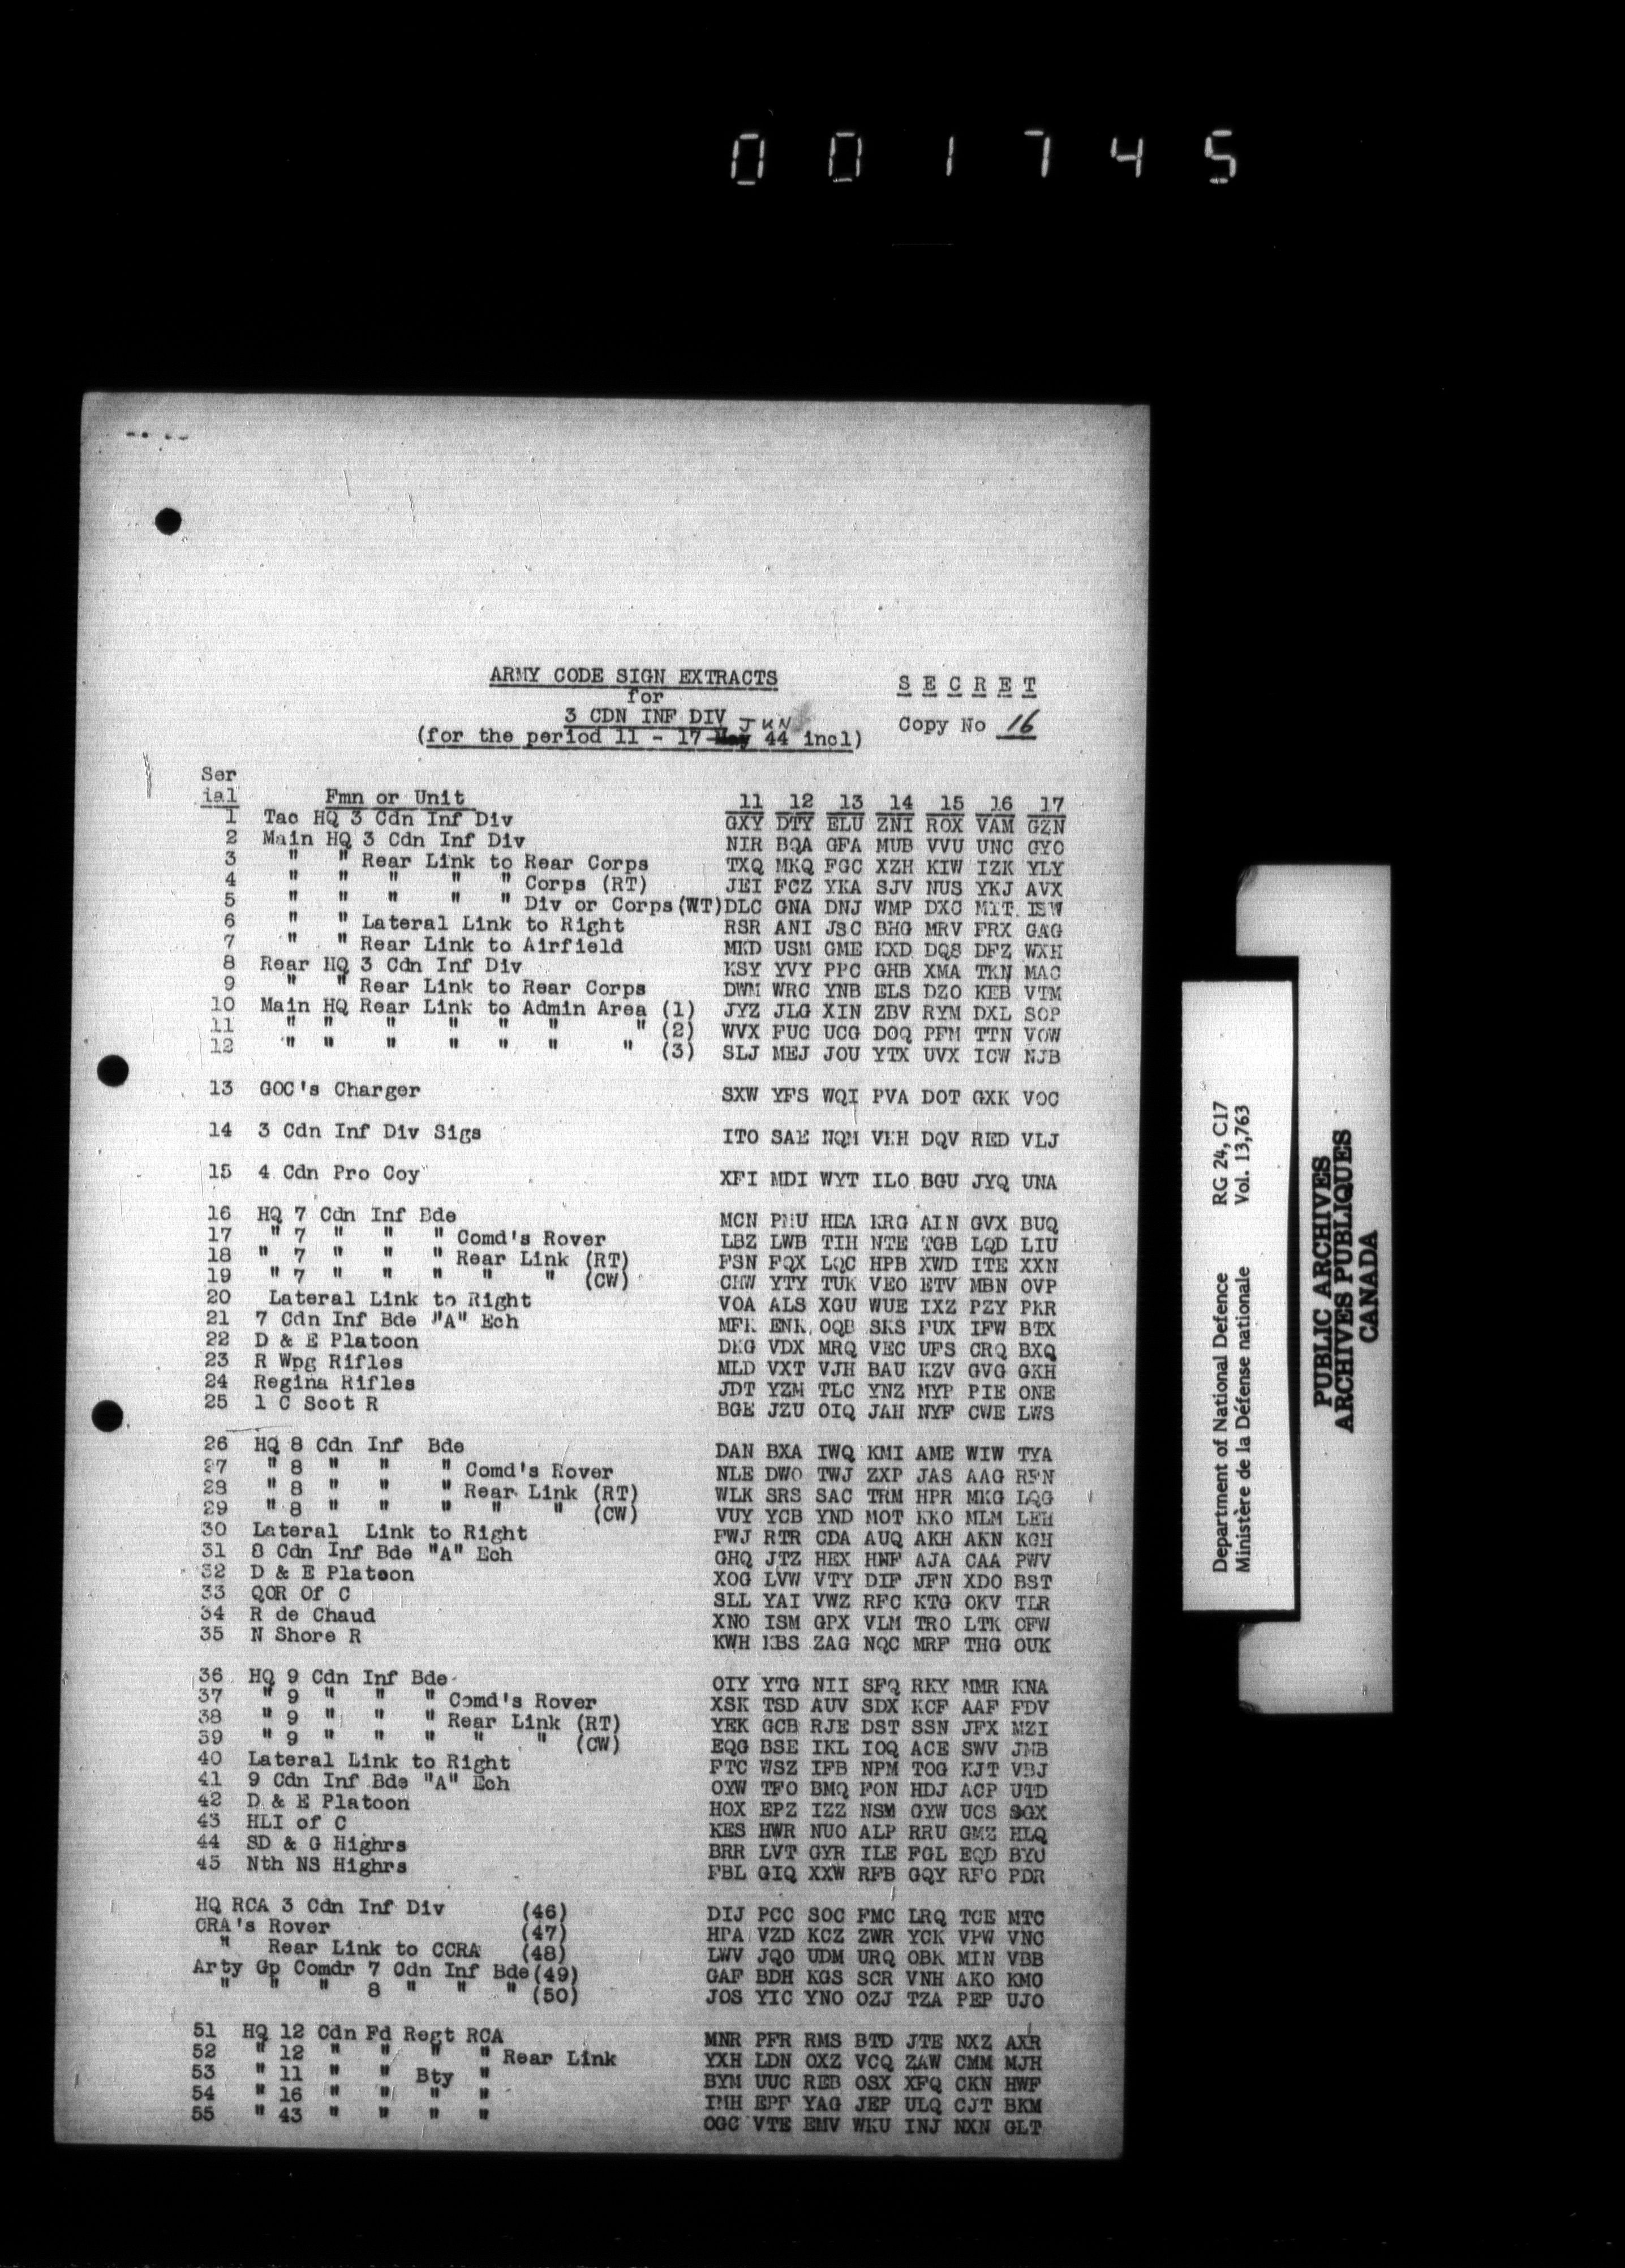 001745
ARMY CODE SIGN EXTRACTS
for
3 CDN INF DIV
(for the period 11 - 17 May JUN 44 incl)
S E C R E T
Copy No 16
Ser
ial Fmn or Unit 11 12 13 14 15 16 17
1 Tac HQ 3 Cdn Inf Div GXY DTY ELU ZNI ROX VAM GZN
2 Main HQ 3 Cdn Inf Div NIR BQA GFA MUB VVU UNC GYC
3 " " Rear Link to Rear Corps TXQ MKQ FGC XZH KIW IZK YLY
4 " " " " " Corps (RT) JEI FCZ YKA SJV NUS YKJ AVX
5 " " " " " Div or Corps (WT) DLC GNA DNJ WMP DXC MIT ISW
6 " " Lateral Link to Right RSR ANI JSC BHG MRV FRX GAG
7 " " Rear Link to Airfield MKD USM GME KXD DQS DFZ WXH
8 Rear HQ 3 Cdn Inf Div KSY YVY PPC GHB XMA TKN MAC
9 " " Rear Link to Rear Corps DWM WRC YNB ELS DZO KEB VTM
10 Main HQ Rear Link to Admin Area (1) JYZ JLG XIN ZBV RYM DXL SOP
11 " " " " " " " (2) WVX FUC UCG DOQ PFM TTN VOW
12 " " " " " " " (3) SLJ MEJ JOU YTX UVX ICW NJB
13 GOC's Charger SXW YFS WQI PVA DOT GXK VOC
14 3 Cdn Inf Div Sigs ITO SAE NQM VKH DQV RED VLJ
15 4 Cdn Pro Coy XFI MDI WYT ILO BGU JYQ UNA
16 HQ 7 Cdn Inf Bde MCN PMU HEA KRG AIN GVX BUQ
17 " 7 " " " Comd's Rover LBZ LWB TIH NTE TGB LQD LIU
18 " 7 " " " Rear Link (RT) FSN FQX LQC HPB XWD ITE XXN
19 " 7 " " " " " (CW) CHW YTY TUK VEO ETV MBN OVP
20 Lateral Link to Right VOA ALS XGU WUE IXZ PZY PKR
21 7 Cdn Inf Bde "A" Ech MFK ENK OQB SKS FUX IFW BTX
22 D & E Platoon DKG VDX MRQ VEC UFS CRQ BXQ
23 R Wpg Rifles MLD VXT VJH BAU KZV GVG GKH
24 Regina Rifles JDT YZM TLC YNZ MYP PIE ONE
25 1 C Scot R BGE JZU OIQ JAH NYF CWE LWS
26 HQ 8 Cdn Inf Bde DAN BXA IWQ KMI AME WIW TYA
27 " 8 " " " Comd's Rover NLE DWO TWJ ZXP JAS AAG RFN
28 " 8 " " " Rear Link (RT) WLK SRS SAC TRM HPR MKG LQG
29 " 8 " " " " " (CW) VUY YCB YND MOT KKO MLM LEH
30 Lateral Link to Right FWJ RTR CDA AUQ AKH AKN KGH
31 8 Cdn Inf Bde "A" Ech GHQ JTZ HEX HNF AJA CAA PWV
32 D & E Platoon XOG LVW VTY DIF JFN XDO BST
33 QOR Of C SLL YAI VWZ RFC KTG OKV TLR
34 R de Chaud XNO ISM GPX VLM TRO LTK CFW
35 N Shore R KWH KBS ZAG NQC MRF THG OUK
36 HQ 9 Cdn Inf Bde OIY YTG NII SFQ RKY MMR KNA
37 " 9 " " " Comd's Rover XSK TSD AUV SDX KCF AAF FDV
38 " 9 " " " Rear Link (RT) YEK GCB RJE DST SSN JFX MZI
39 " 9 " " " " " (CW) EQG BSE IKL IOQ ACE SWV JMB
40 Lateral Link to Right FTC WSZ IFB NPM TOG KJT VBJ
41 9 Cdn Inf Bde "A" Ech OYW TFO BMQ FON HDJ ACP UTD
42 D & E Platoon HOX EPZ IZZ NSM GYW UCS SGX
43 HLI of C KES HWR NUO ALP RRU GMZ HLQ
44 SD & G Highrs BRR LVT GYR ILE FGL EQD BYU
45 Nth NS Highrs FBL GIQ XXW RFB GQY RFO PDR
HQ RCA 3 Cdn Inf Div (46) DIJ PCC SOC FMC LRQ TCE MTC
CRA's Rover (47) HPA VZD KCZ ZWR YCK VPW VNC
" Rear Link to CCRA (48) LWV JQO UDM URQ OBK MIN VBB
Arty Gp Comdr 7 Cdn Inf Bde (49) GAF BDH KGS SCR VNH AKO KMO
" " " 8 " " " (50) JOS YIC YNO OZJ TZA PEP UJO
51 HQ 12 Cdn Fd Regt RCA MNR PFR RMS BTD JTE NXZ AXR
52 " 12 " " " " Rear Link YXH LDN OXZ VCQ ZAW CMM MJH
53 " 11 " " Bty " BYM UUC REB OSX XFQ CKN HWF
54 " 16 " " " " IMH EPF YAG JEP ULQ CJT BKM
55 " 43 " " " " OGC VTE EMV WKU INJ NXN GLT
Department of National Defence RG 24, C17
Ministère de la Défense nationale Vol. 13,763
PUBLIC ARCHIVES
ARCHIVES PUBLIQUES
CANADA